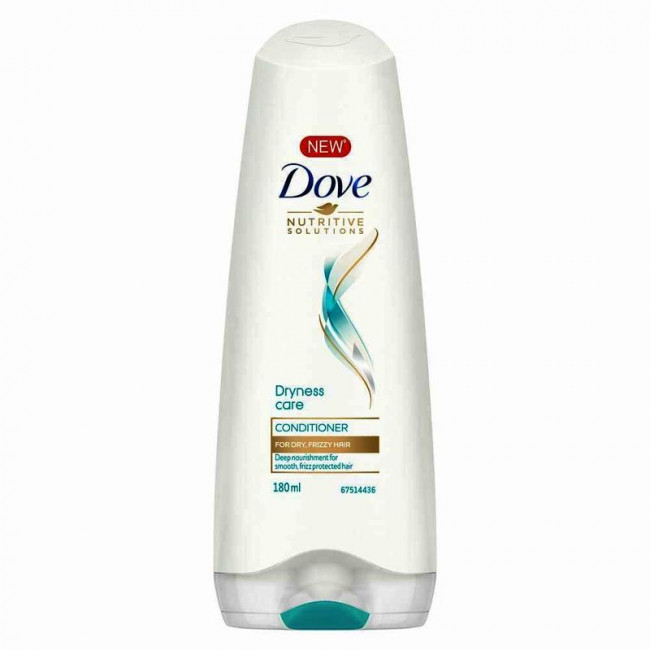 NEW
Dove
NUTRITIVE
SOLUTIONS
Dryness
care
CONDITIONER
FOR DRY, FRIZZY HAIR
Deep nourishment for
smooth, frizz protected hair
180ml
67514436